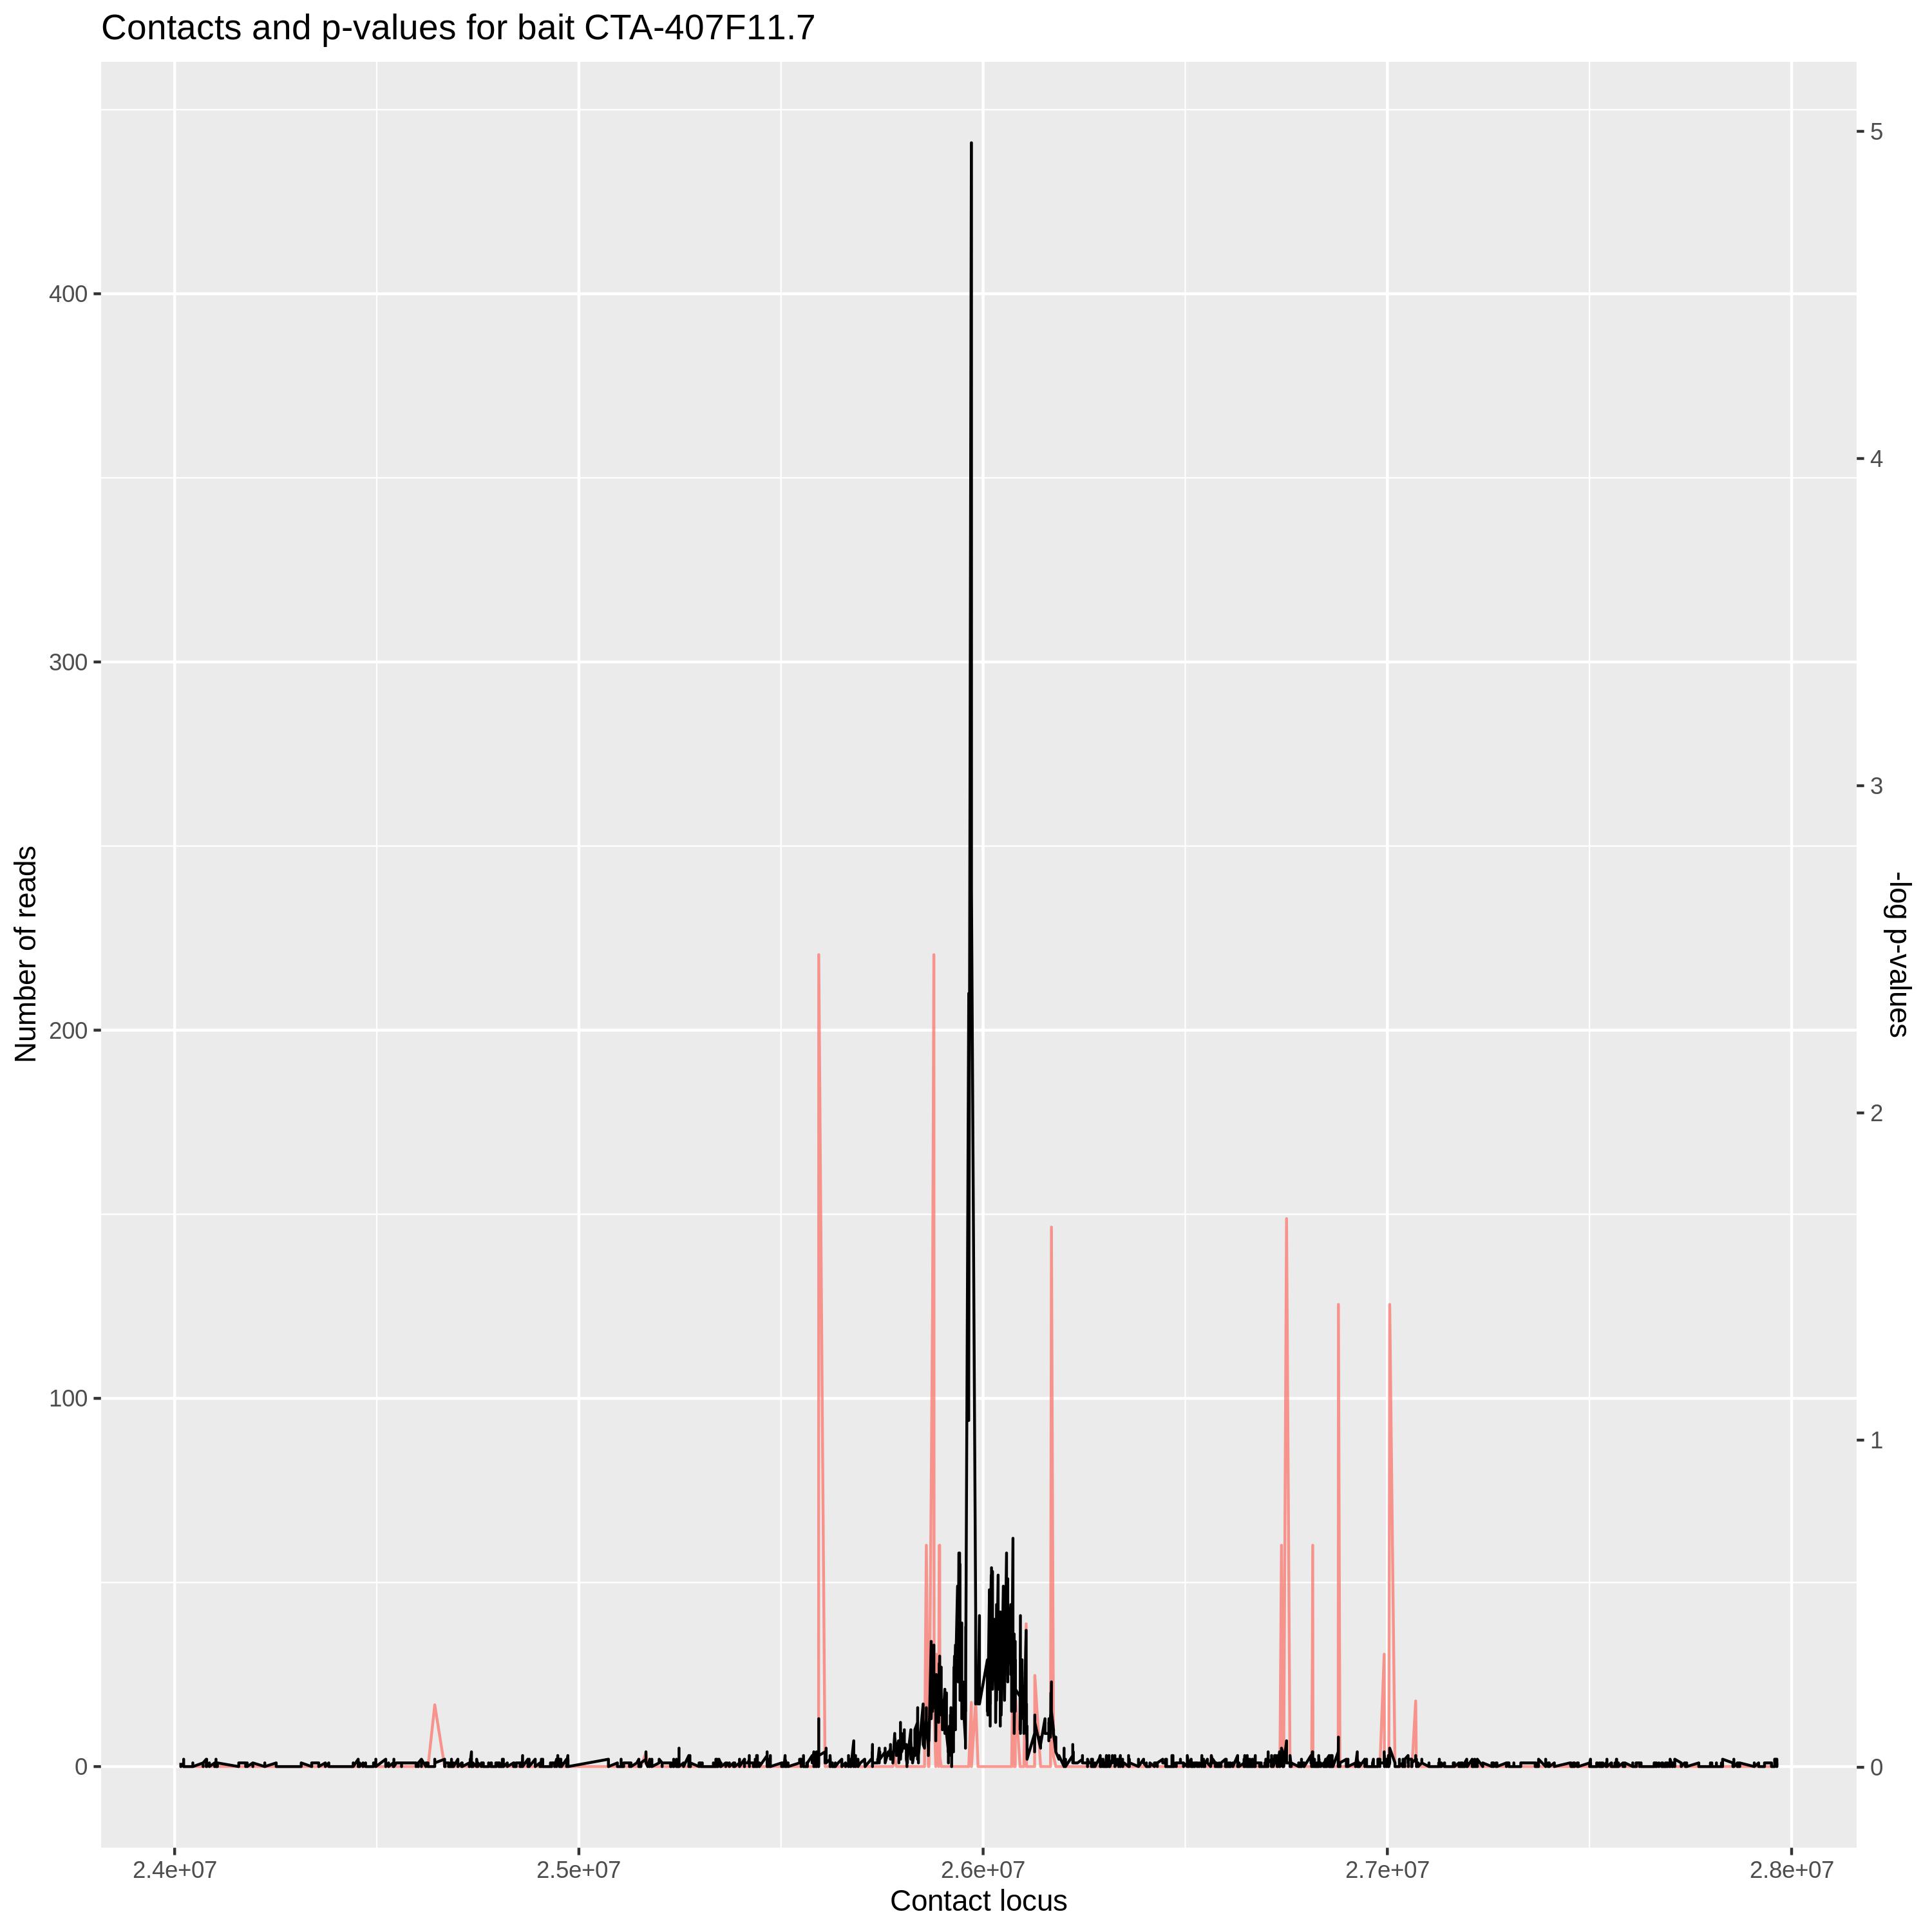 Contacts and p-values for bait CTA-407F11.7
Number of reads
400
300
200
100
0
5
4
3
2
1
0
-log p-values
2.4e+07
2.5e+07
2.6e+07
2.7e+07
2.8e+07
Contact locus